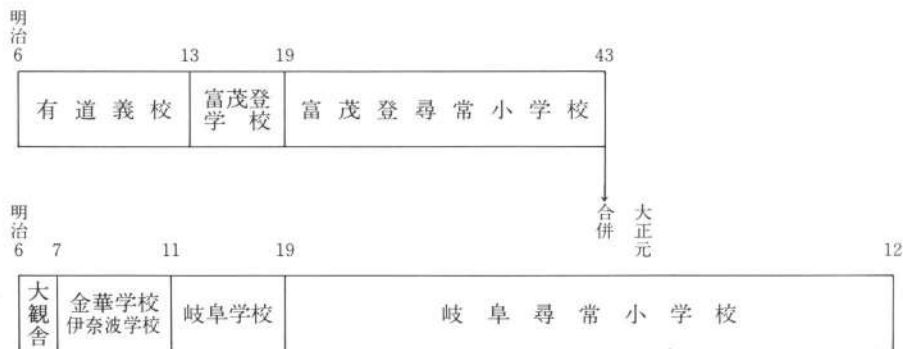 明治
6 13 19 43
有道義校 富茂登学校 富茂登尋常小学校
合併 大正元
明治
6 7 11 19 12
大観舎 金華学校伊奈波学校 岐阜学校 岐阜尋常小学校